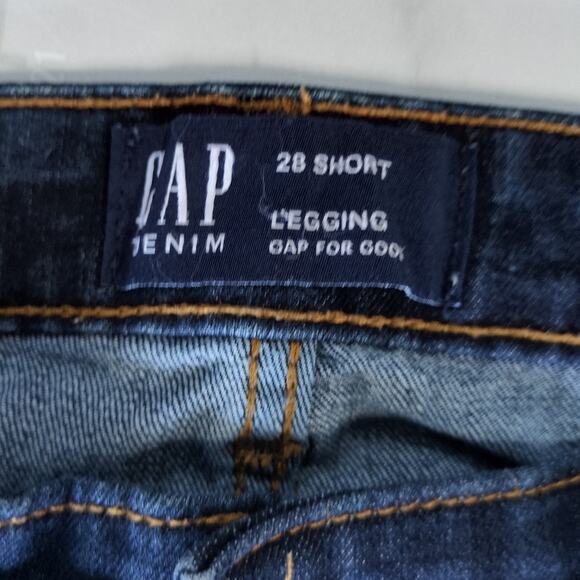 GAP
DENIM
28 SHORT
LEGGING
GAP FOR GOOD